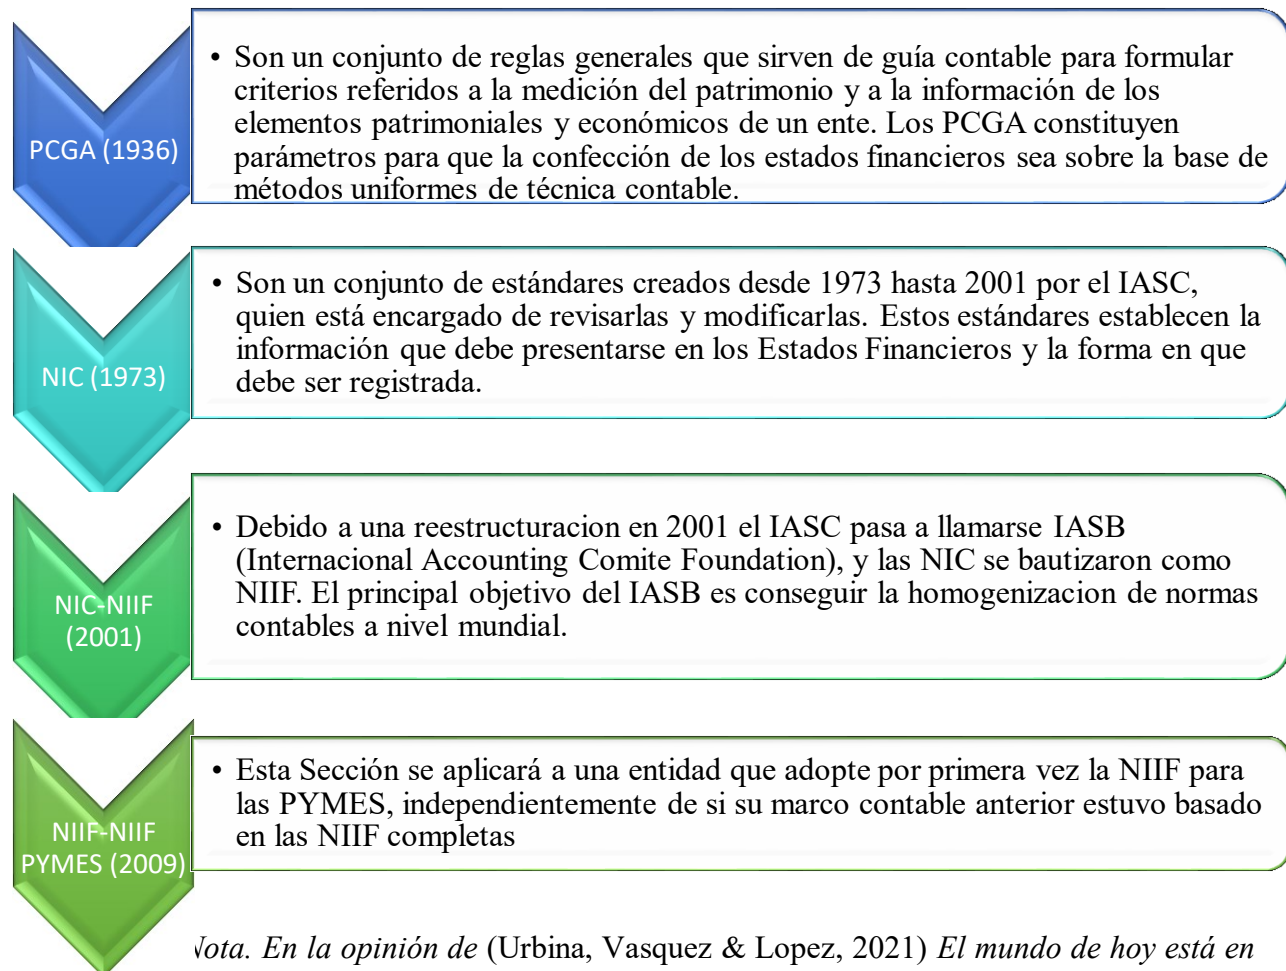 PCGA (1936)
• Son un conjunto de reglas generales que sirven de guía contable para formular
criterios referidos a la medición del patrimonio y a la información de los
elementos patrimoniales y económicos de un ente. Los PCGA constituyen
parámetros para que la confección de los estados financieros sea sobre la base de
métodos uniformes de técnica contable.
NIC (1973)
• Son un conjunto de estándares creados desde 1973 hasta 2001 por el IASC,
quien está encargado de revisarlas y modificarlas. Estos estándares establecen la
información que debe presentarse en los Estados Financieros y la forma en que
debe ser registrada.
NIC-NIIF
(2001)
• Debido a una reestructuracion en 2001 el IASC pasa a llamarse IASB
(Internacional Accounting Comite Foundation), y las NIC se bautizaron como
NIIF. El principal objetivo del IASB es conseguir la homogenizacion de normas
contables a nivel mundial.
NIIF-NIIF
PYMES (2009)
• Esta Sección se aplicará a una entidad que adopte por primera vez la NIIF para
las PYMES, independientemente de si su marco contable anterior estuvo basado
en las NIIF completas
Nota. En la opinión de (Urbina, Vasquez & Lopez, 2021) El mundo de hoy está en